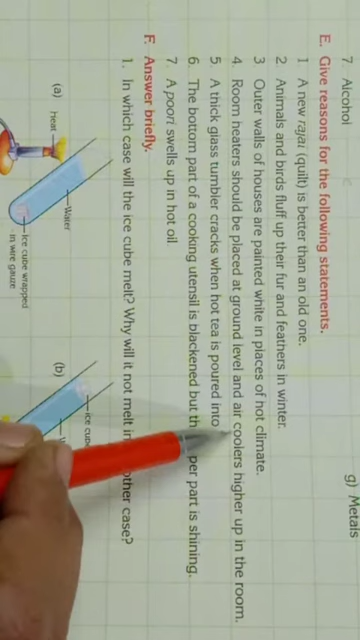 7. Alcohol
g) Metals
E. Give reasons for the following statements.
1 A new rajai (quilt) is better than an old one.
2 Animals and birds fluff up their fur and feathers in winter.
3 Outer walls of houses are painted white in places of hot climate.
4. Room heaters should be placed at ground level and air coolers higher up in the room.
5 A thick glass tumbler cracks when hot tea is poured into
6 The bottom part of a cooking utensil is blackened but per part is shining.
7. A poori swells up in hot oil
F. Answer briefly.
1. In which case will the ice cube melt? Why will it not melt in other case?
(a)
Heat
Water
Ice cube wrapped
in wire gauze
(b)
ice cube